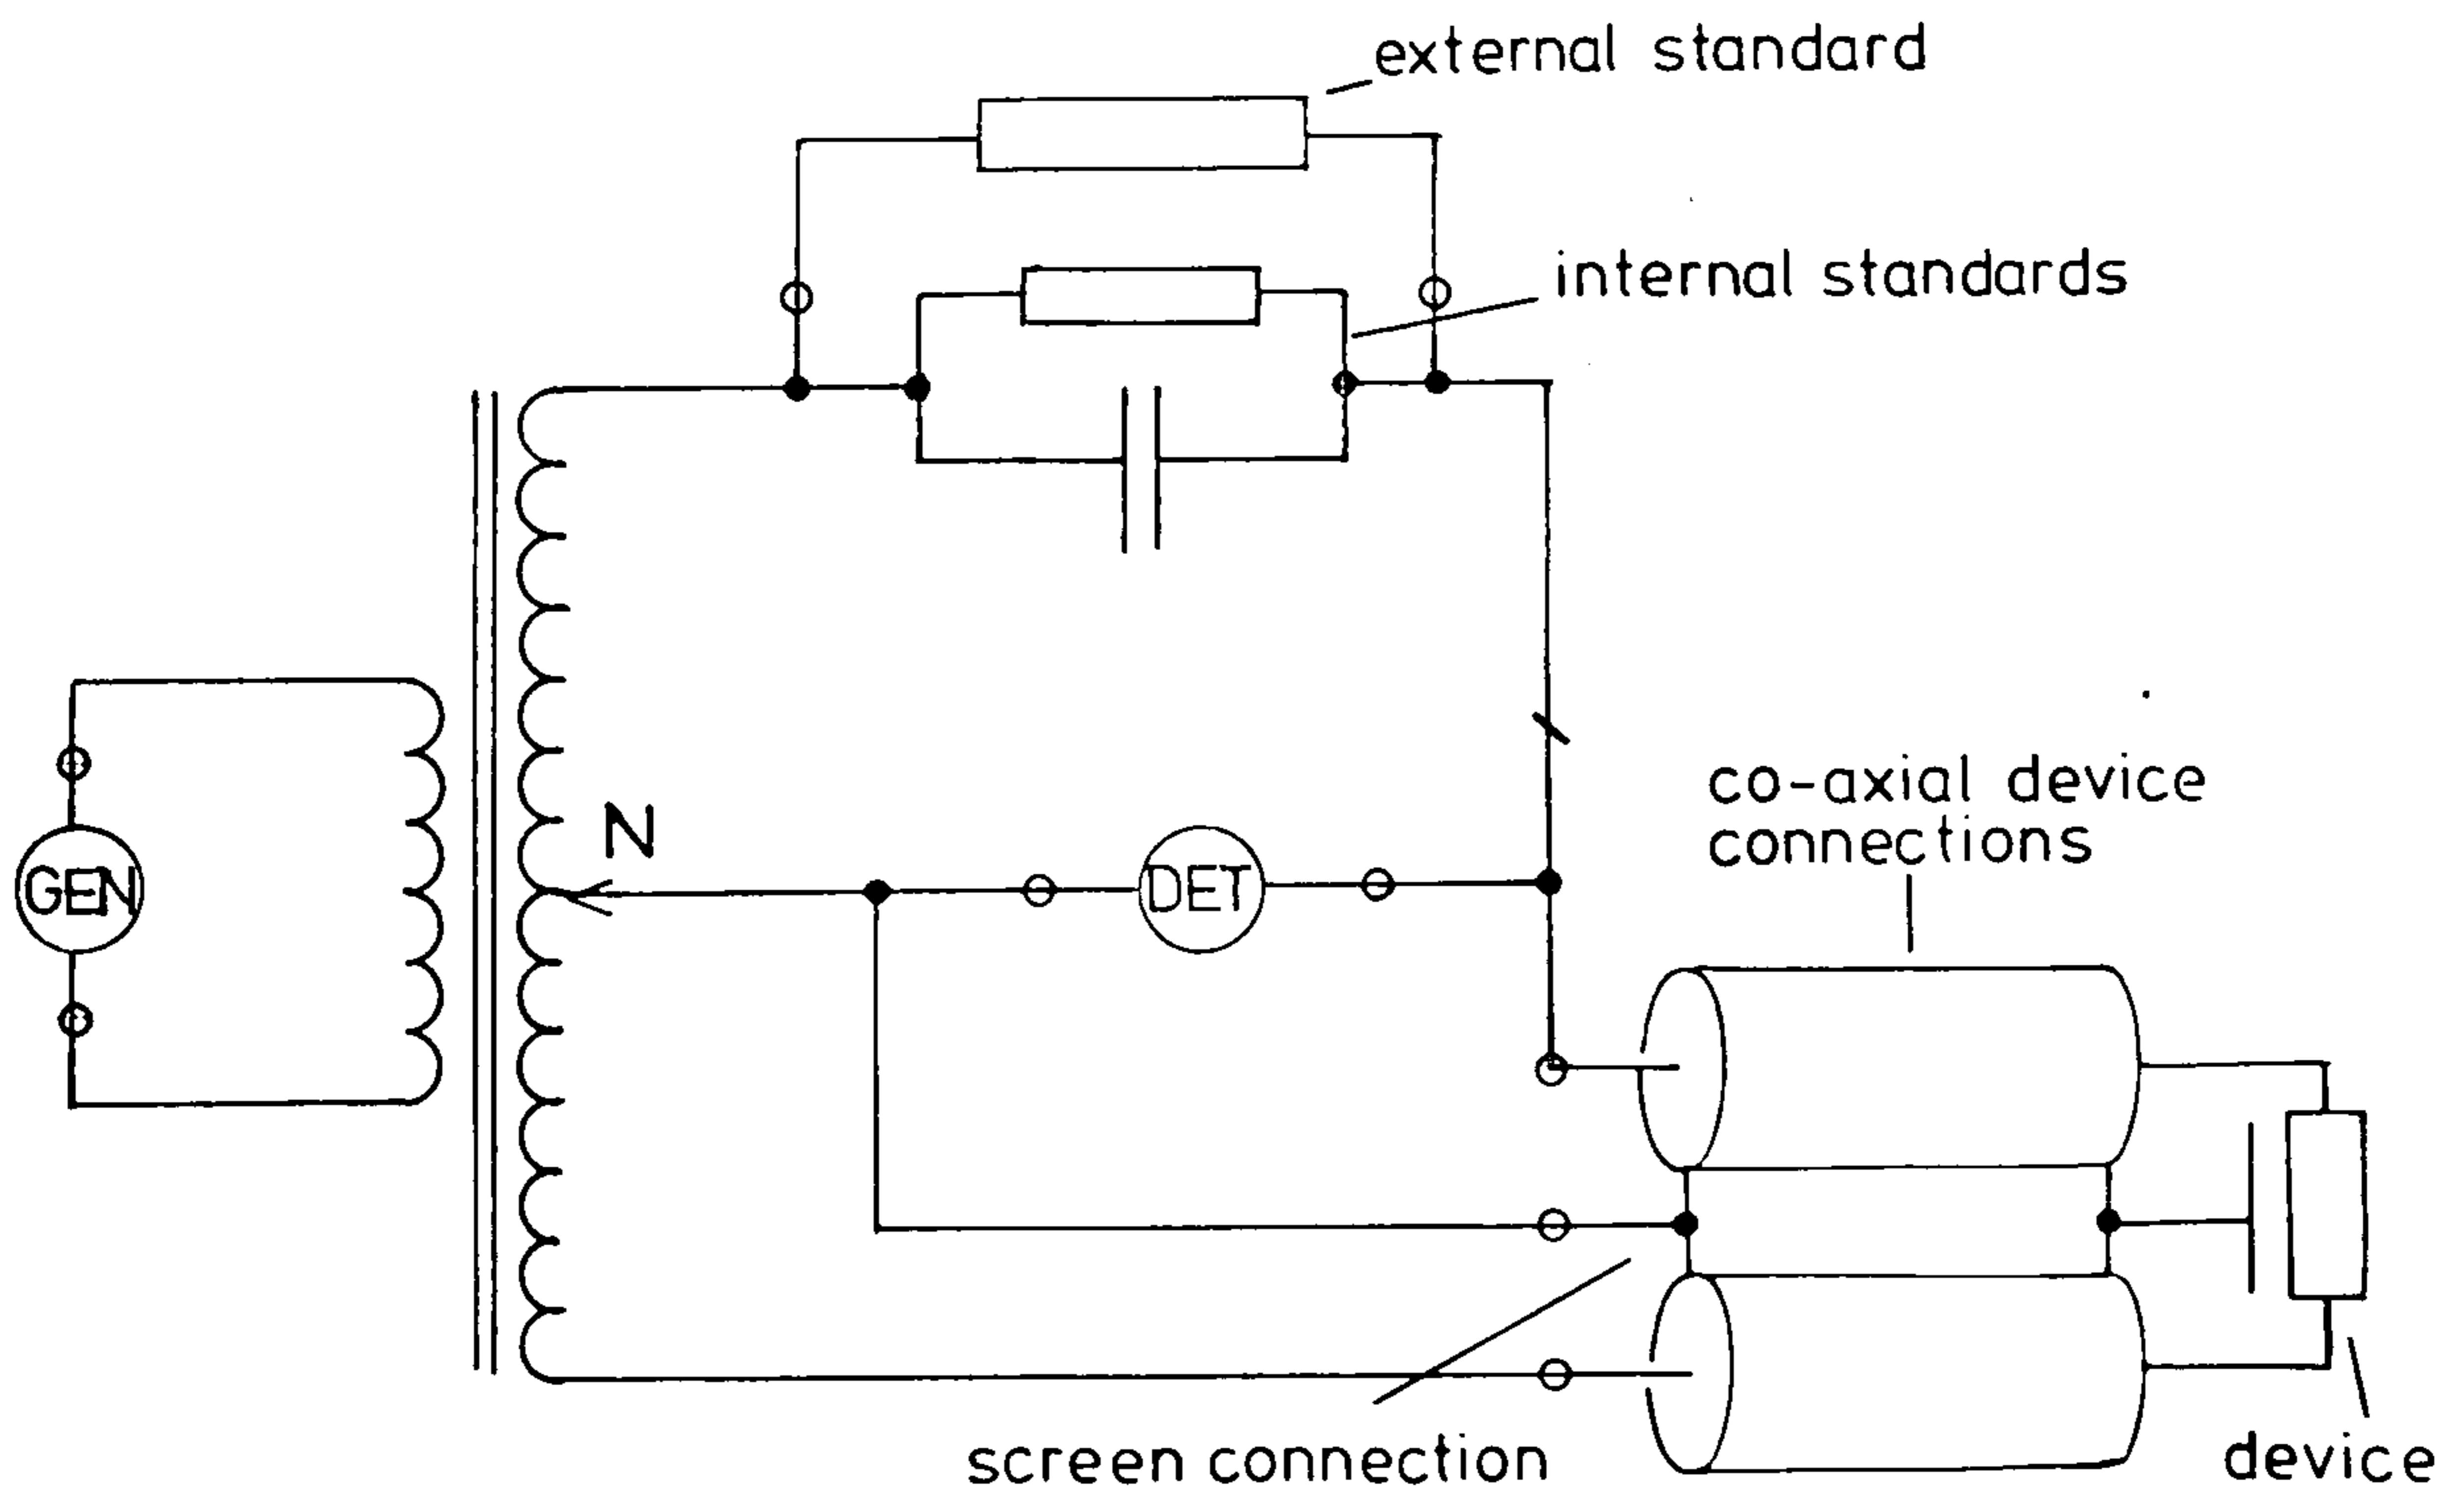 external standard
internal standards
N
GEN
DET
co-axial device
connections
screen connection
device